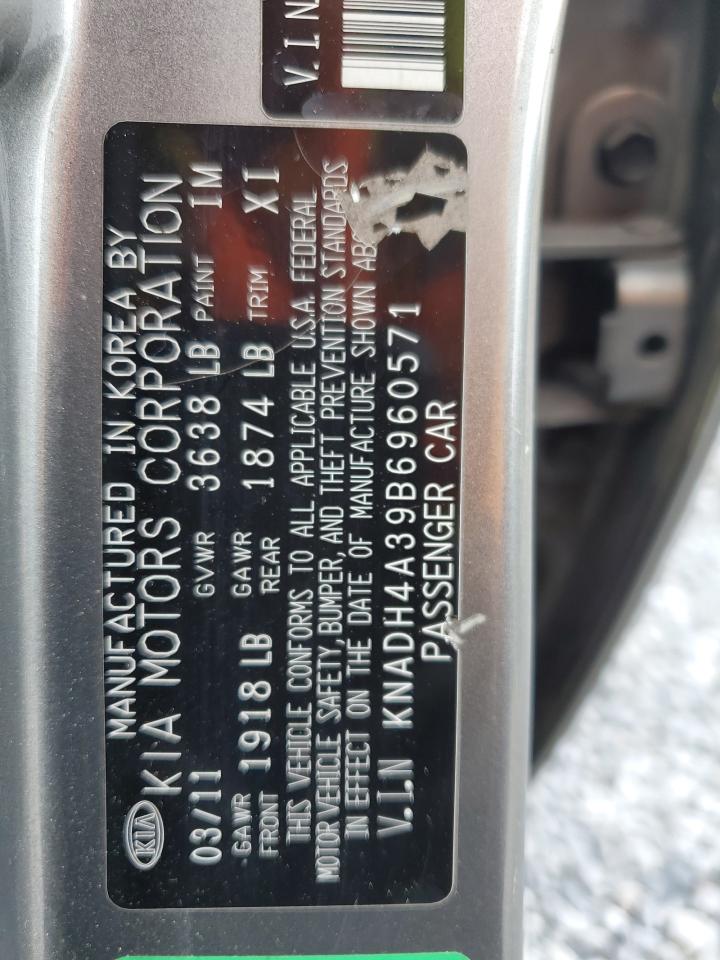 V.I.N
MANUFACTURED IN KOREA BY
KIA KIA MOTORS CORPORATION
03/11 GVWR 3638 LB PAINT 1M
GAWR FRONT 1918 LB GAWR REAR 1874 LB TRIM XI
THIS VEHICLE CONFORMS TO ALL APPLICABLE U.S.A. FEDERAL
MOTOR VEHICLE SAFETY, BUMPER, AND THEFT PREVENTION STANDARDS
IN EFFECT ON THE DATE OF MANUFACTURE SHOWN
V.I.N KNADH4A39B6960571
PASSENGER CAR